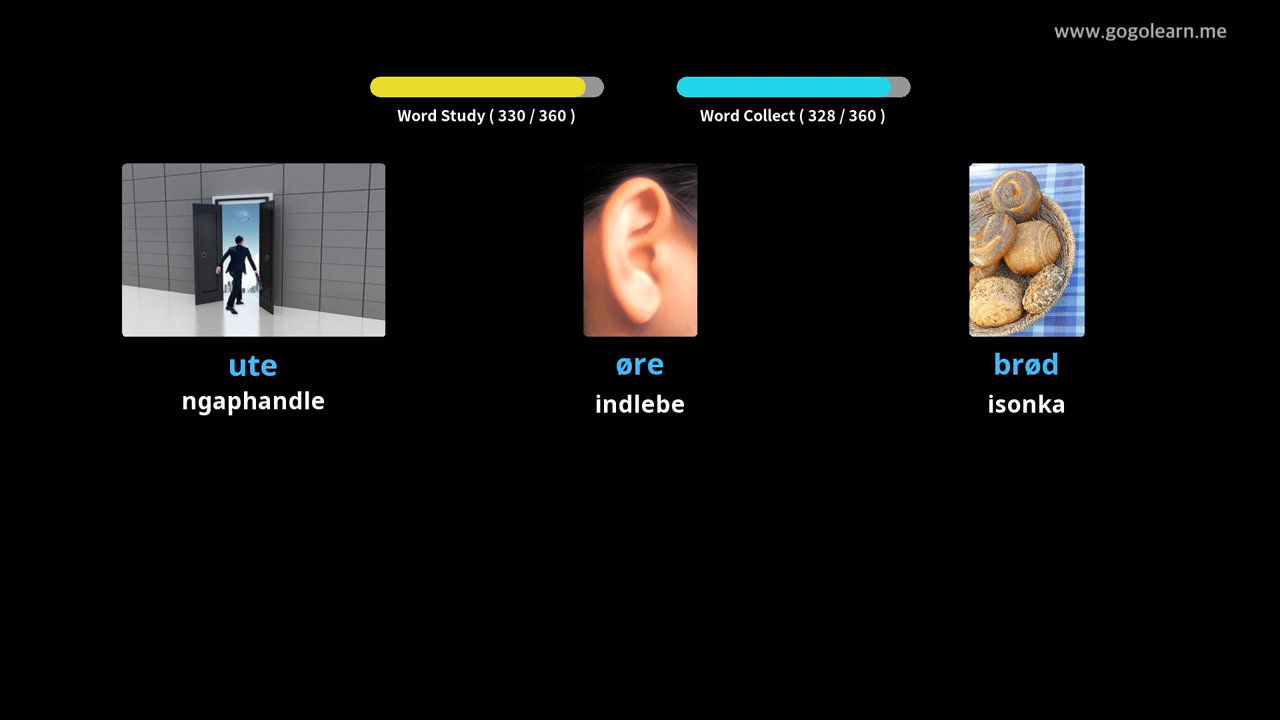 www.gogolearn.me
Word Study ( 330 / 360 )
Word Collect ( 328 / 360 )
ute
øre
brød
ngaphandle
indlebe
isonka